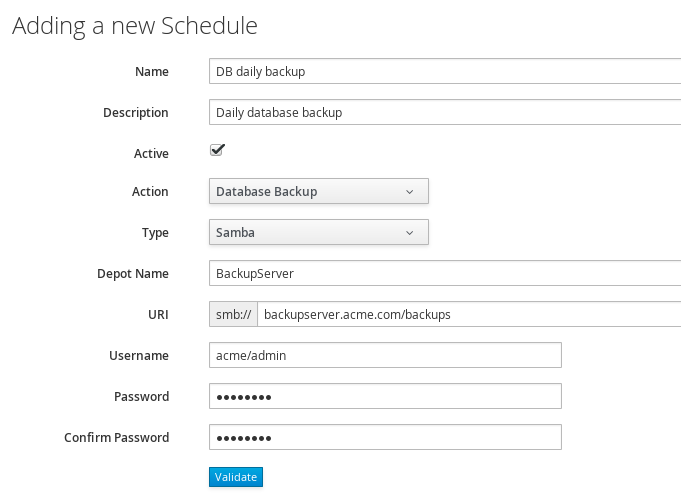 Adding a new Schedule
Name DB daily backup
Description Daily database backup
Active
Action Database Backup
Type Samba
Depot Name BackupServer
URI smb:// backupserver.acme.com/backups
Username acme/admin
Password ●●●●●●●●
Confirm Password ●●●●●●●●
Validate